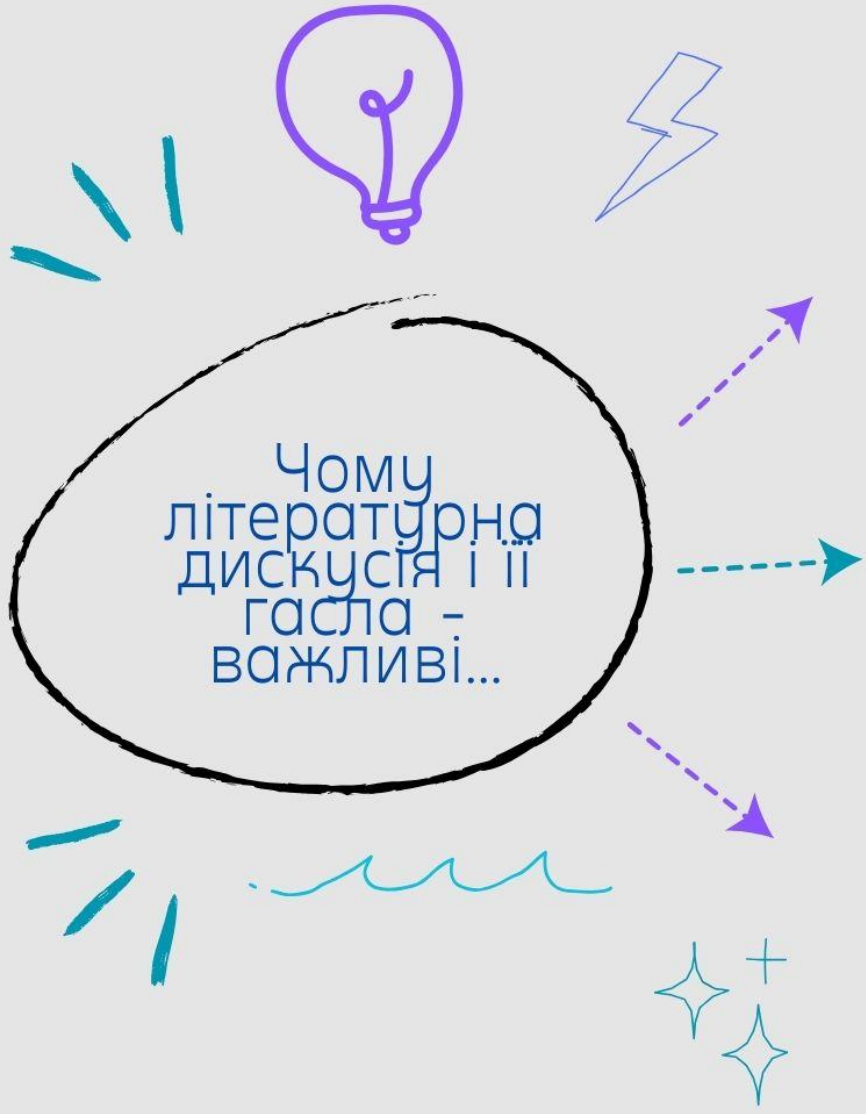 Чому
літературна
дискусія і її
гасла -
важливі...